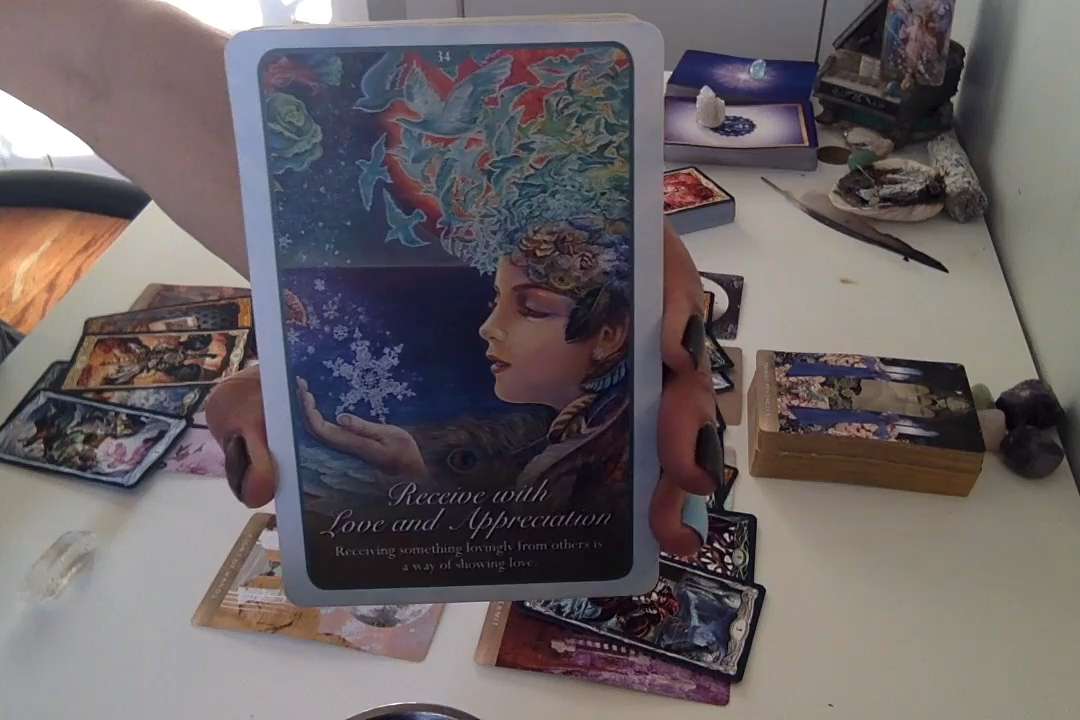 34
Receive with
Love and Appreciation
Receiving something lovingly from others is
a way of showing love.